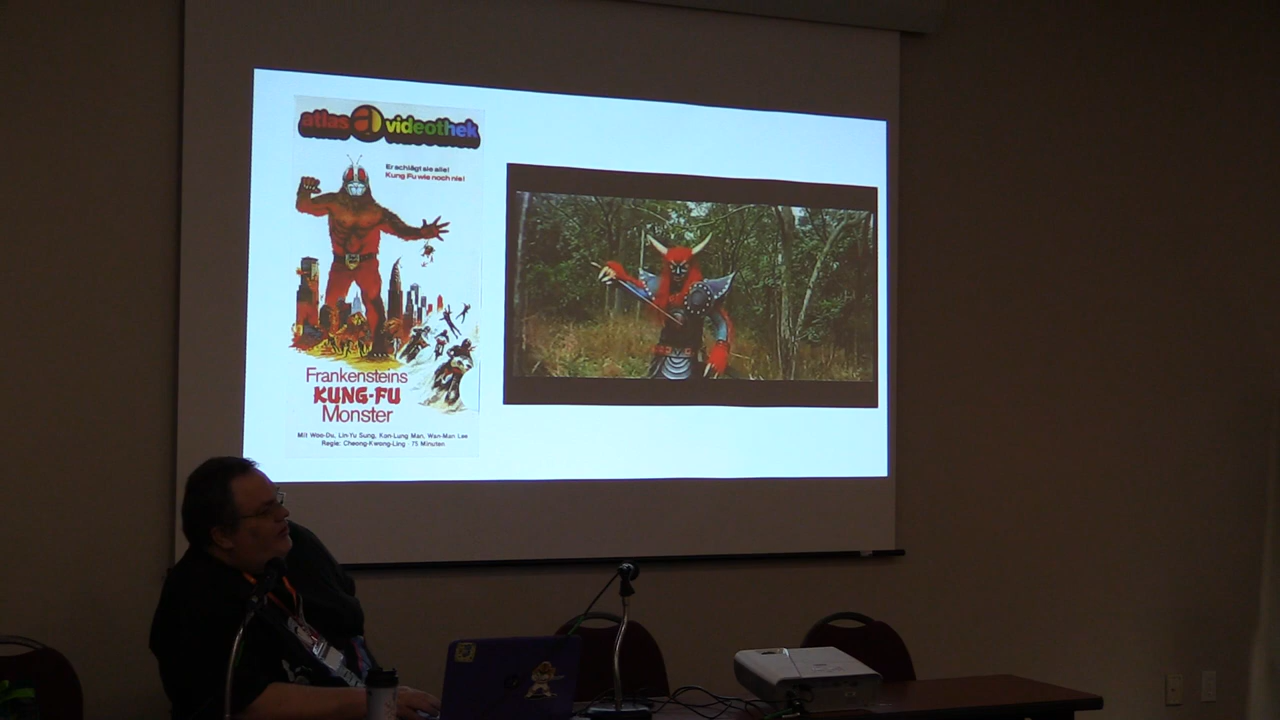 atlas a videothek
Er schlägt sie alle!
Kung Fu wie noch nie!
Frankensteins
KUNG-FU
Monster
Mit Woo-Du, Lin-Yu Sung, Kon-Lung Man, Wan-Man Lee
Regie: Cheong-Kwong-Ling · 75 Minuten